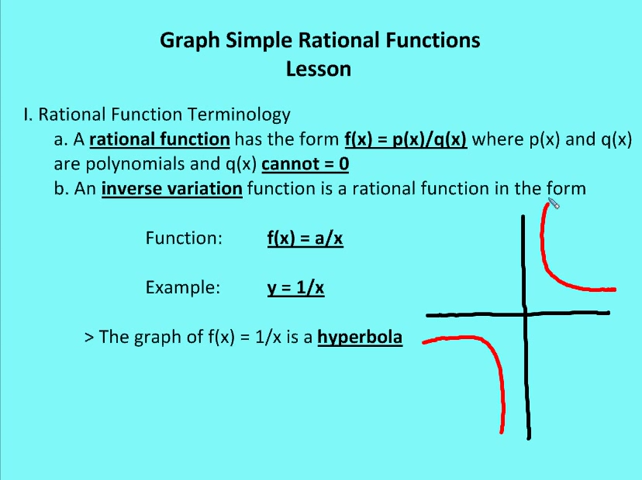 Graph Simple Rational Functions
Lesson
I. Rational Function Terminology
a. A rational function has the form f(x) = p(x)/q(x) where p(x) and q(x)
are polynomials and q(x) cannot = 0
b. An inverse variation function is a rational function in the form
Function: f(x) = a/x
Example: y = 1/x
> The graph of f(x) = 1/x is a hyperbola